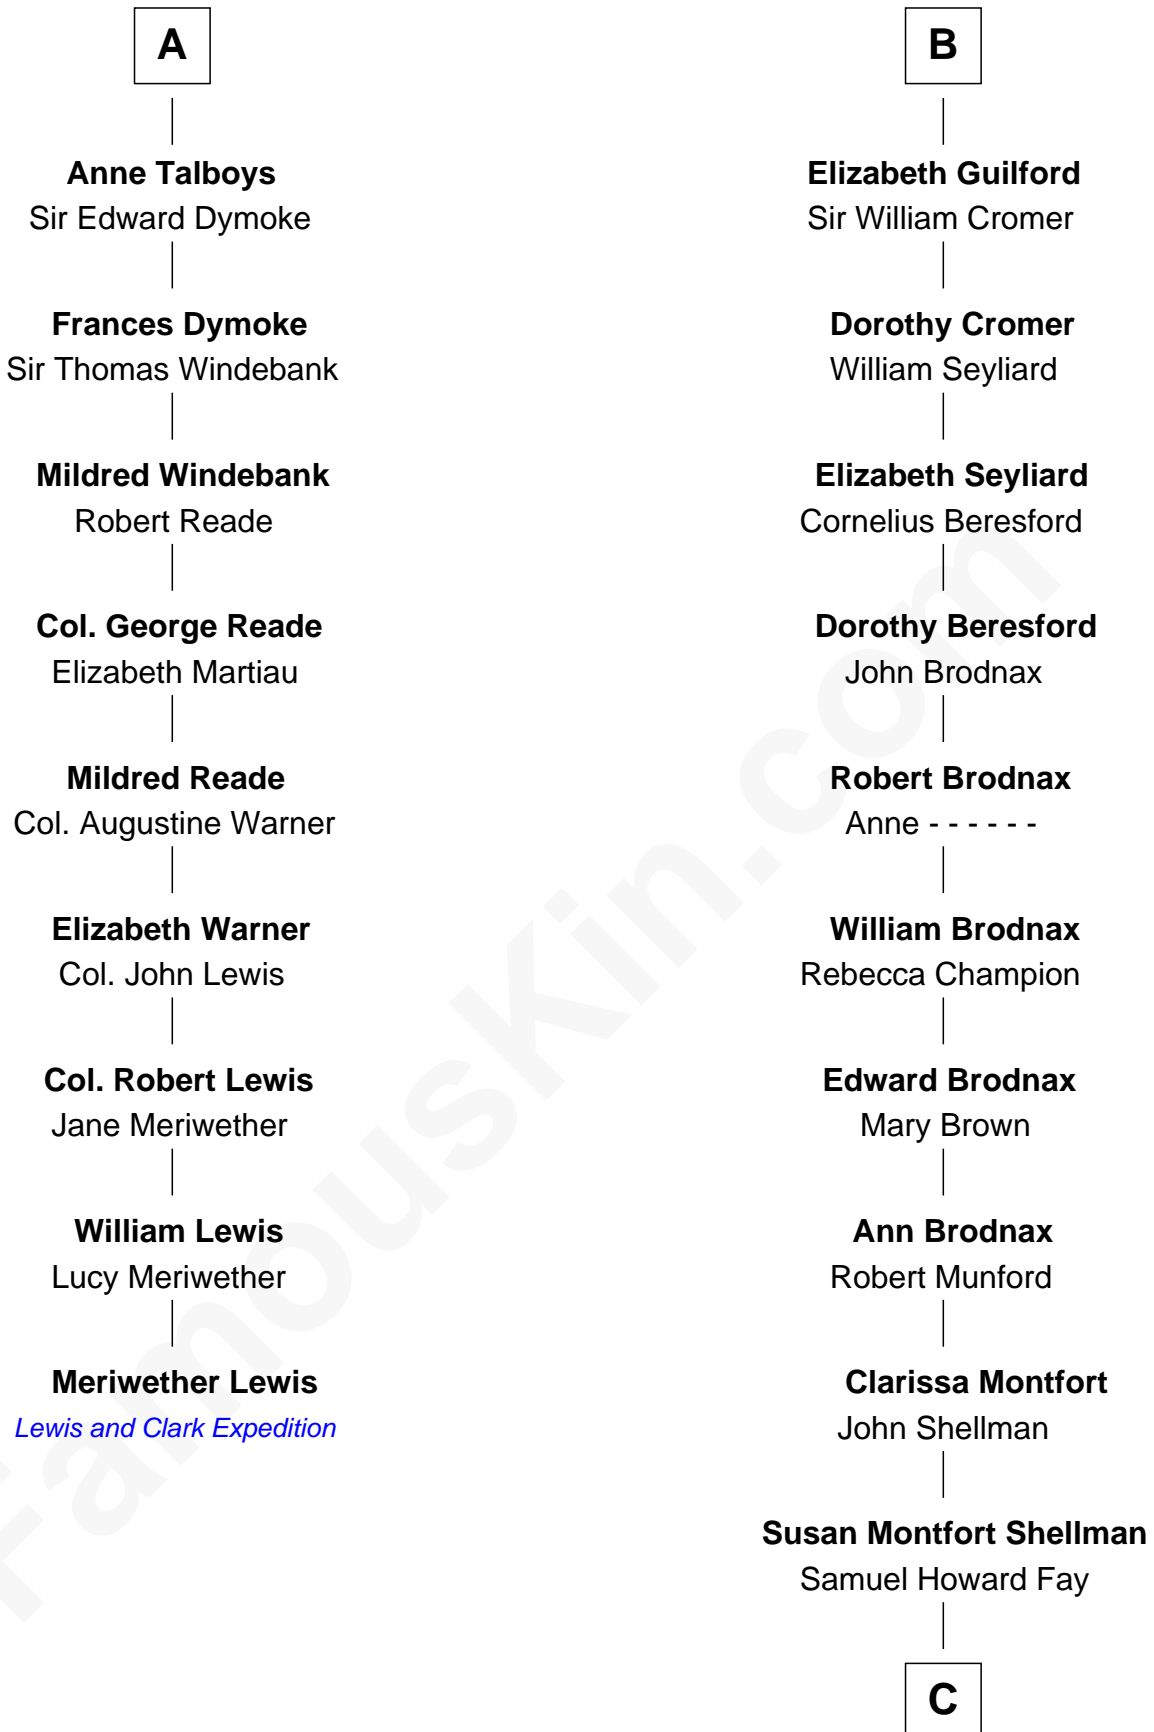 A
Anne Talboys
Sir Edward Dymoke
Frances Dymoke
Sir Thomas Windebank
Mildred Windebank
Robert Reade
Col. George Reade
Elizabeth Martiau
Mildred Reade
Col. Augustine Warner
Elizabeth Warner
Col. John Lewis
Col. Robert Lewis
Jane Meriwether
William Lewis
Lucy Meriwether
Meriwether Lewis
Lewis and Clark Expedition
B
Elizabeth Guilford
Sir William Cromer
Dorothy Cromer
William Seyliard
Elizabeth Seyliard
Cornelius Beresford
Dorothy Beresford
John Brodnax
Robert Brodnax
Anne - - - - - -
William Brodnax
Rebecca Champion
Edward Brodnax
Mary Brown
Ann Brodnax
Robert Munford
Clarissa Montfort
John Shellman
Susan Montfort Shellman
Samuel Howard Fay
C
FamousKin.com